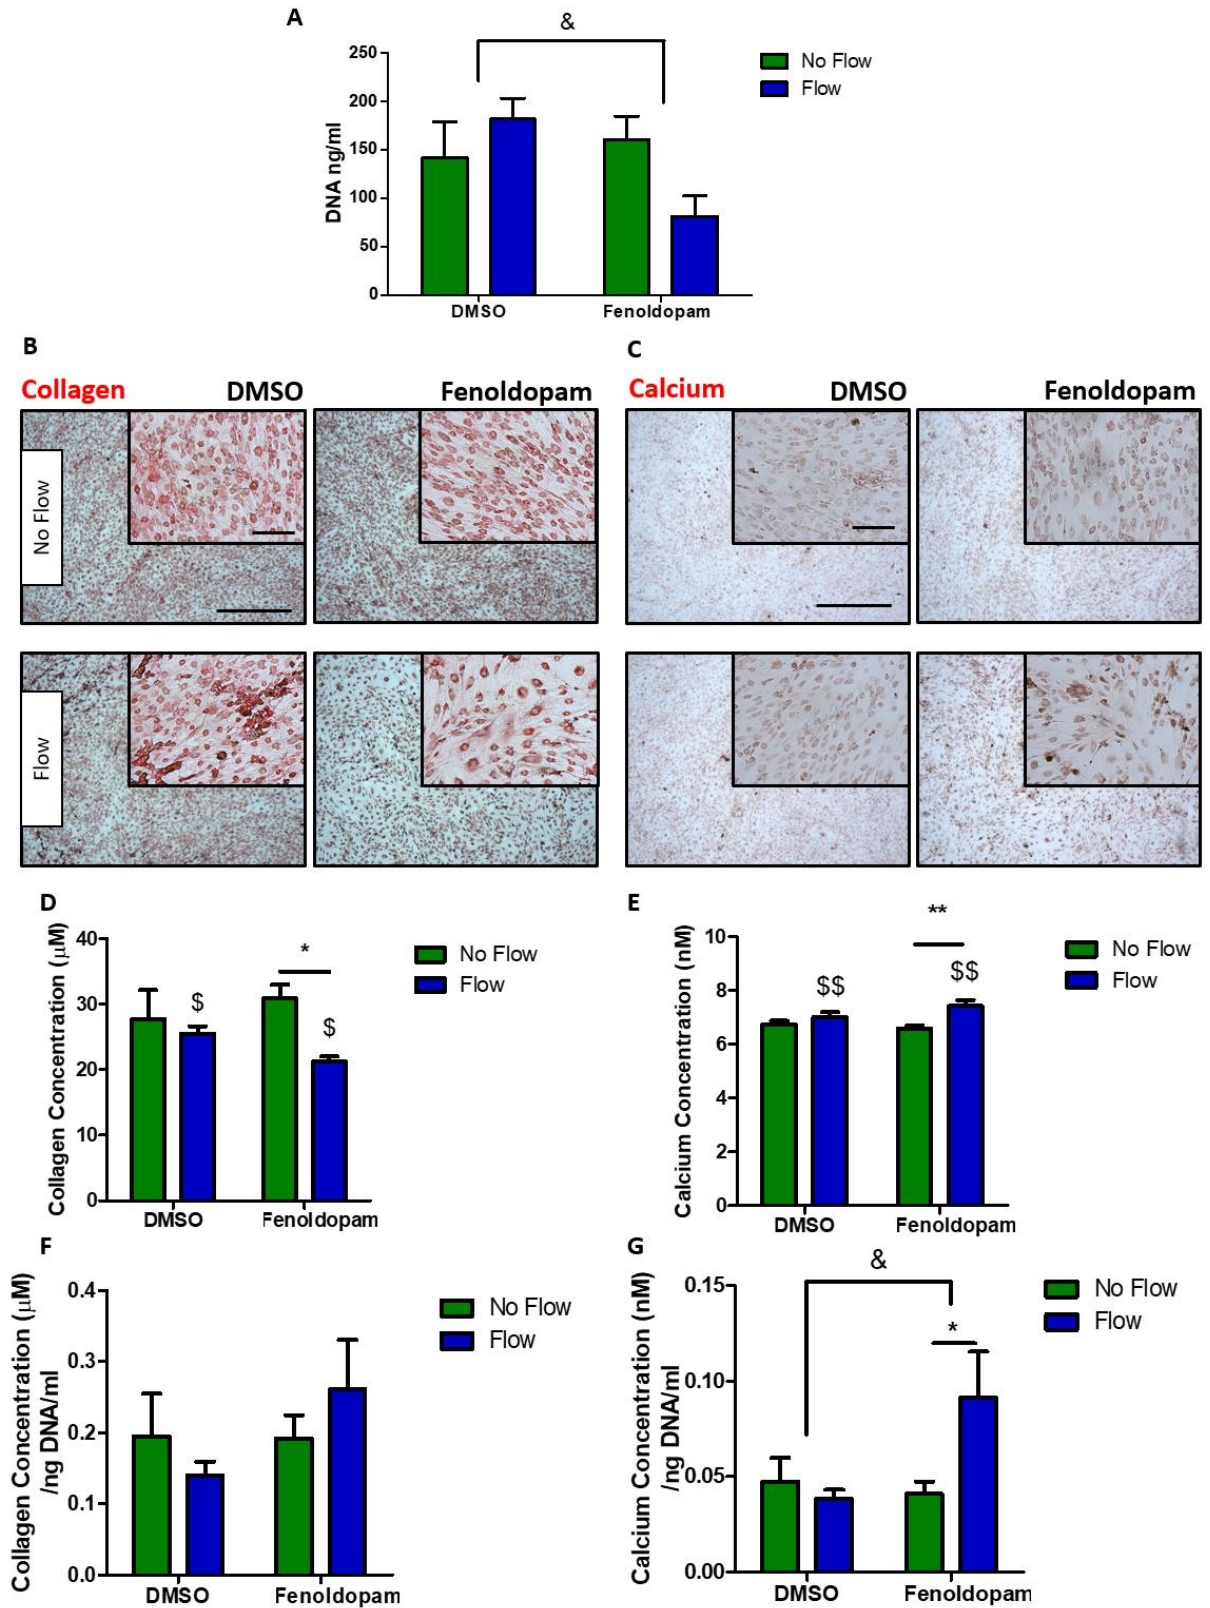 A
&
250
200
150
100
50
0
DNA ng/ml
DMSO
Fenoldopam
No Flow
Flow
B
Collagen
DMSO
Fenoldopam
No Flow
Flow
C
Calcium
DMSO
Fenoldopam
D
40
30
20
10
0
Collagen Concentration (μM)
$
*
$
DMSO
Fenoldopam
No Flow
Flow
E
10
8
6
4
2
0
Calcium Concentration (nM)
**
$$
$$
DMSO
Fenoldopam
No Flow
Flow
F
0.4
0.3
0.2
0.1
0.0
Collagen Concentration (μM)
/ng DNA/ml
DMSO
Fenoldopam
No Flow
Flow
G
&
0.15
0.10
0.05
0.00
Calcium Concentration (nM)
/ng DNA/ml
*
DMSO
Fenoldopam
No Flow
Flow